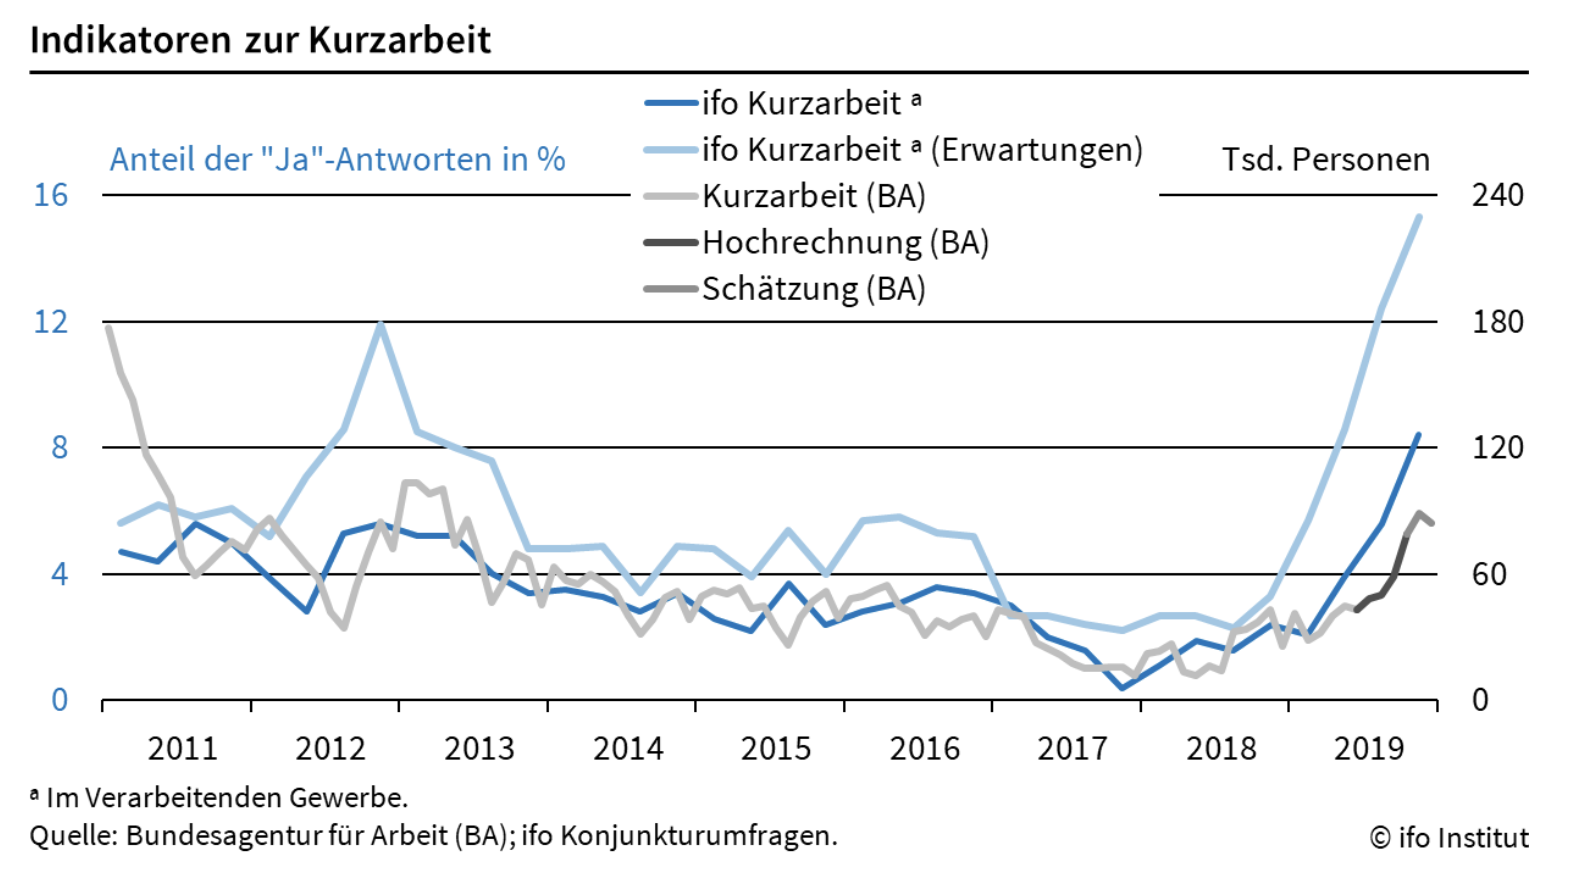 Indikatoren zur Kurzarbeit
ifo Kurzarbeit ᵃ
ifo Kurzarbeit ᵃ (Erwartungen)
Kurzarbeit (BA)
Hochrechnung (BA)
Schätzung (BA)
Anteil der "Ja"-Antworten in %
Tsd. Personen
16 240
12 180
8 120
4 60
0 0
2011 2012 2013 2014 2015 2016 2017 2018 2019
ᵃ Im Verarbeitenden Gewerbe.
Quelle: Bundesagentur für Arbeit (BA); ifo Konjunkturumfragen.
© ifo Institut